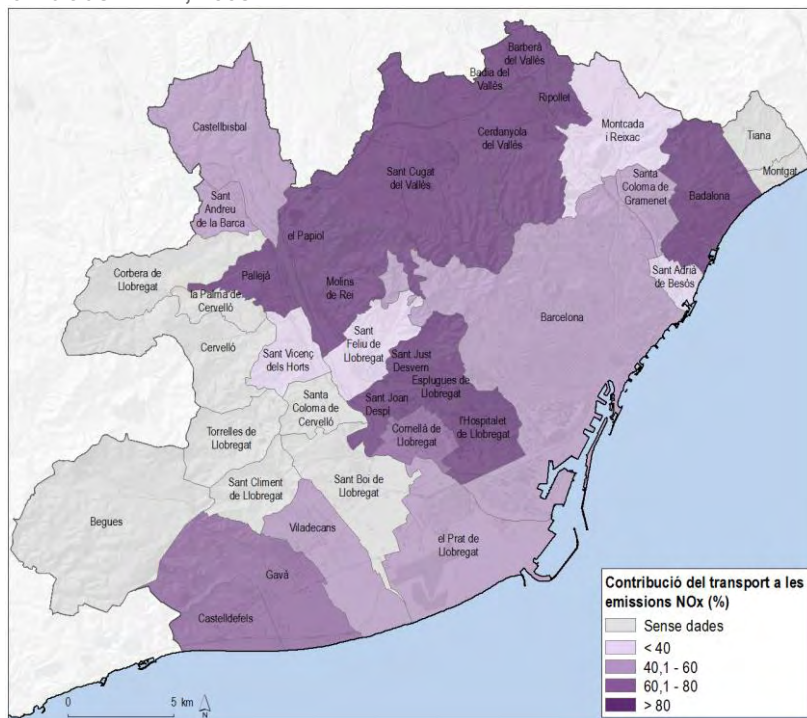 Barberà
del Vallès
Badia del
Vallès
Ripollet
Castellbisbal
Montcada
i Reixac
Tiana
Cerdanyola
del Vallès
Montgat
Sant Cugat
del Vallès
Santa
Coloma de
Gramenet
Badalona
Sant
Andreu
de la Barca
el Papiol
Corbera de
Llobregat
Pallejà
Molins
de Rei
Sant Adrià
de Besòs
la Palma de
Cervelló
Barcelona
Cervelló
Sant Vicenç
dels Horts
Sant
Feliu de
Llobregat
Sant Just
Desvern
Esplugues de
Llobregat
Santa
Coloma de
Cervelló
Sant Joan
Despí
Cornellà de
Llobregat
l'Hospitalet
de Llobregat
Torrelles de
Llobregat
Sant Climent
de Llobregat
Sant Boi de
Llobregat
Begues
Viladecans
el Prat de
Llobregat
Gavà
Castelldefels
Contribució del transport a les
emissions NOx (%)
Sense dades
< 40
40,1 - 60
60,1 - 80
> 80
0 5 km
N